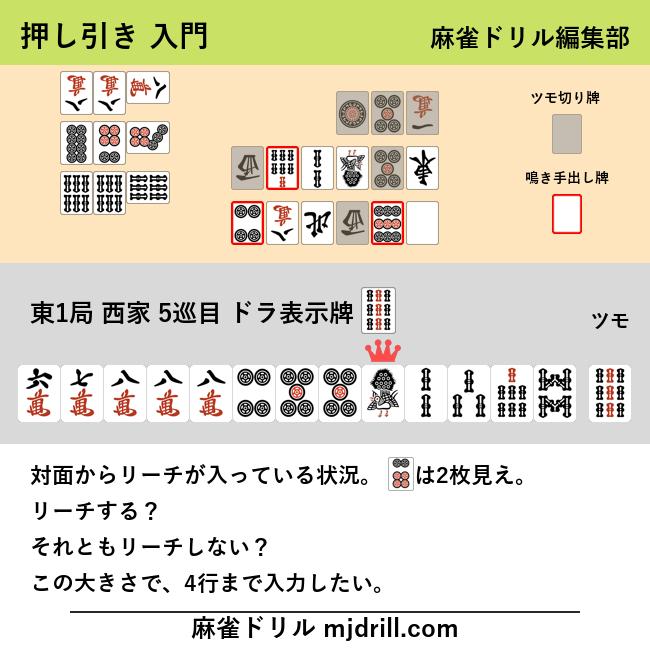 押し引き 入門
麻雀ドリル編集部
ツモ切り牌
鳴き手出し牌
東1局 西家 5巡目 ドラ表示牌
ツモ
対面からリーチが入っている状況。 は2枚見え。
リーチする？
それともリーチしない？
この大きさで、4行まで入力したい。
麻雀ドリル mjdrill.com